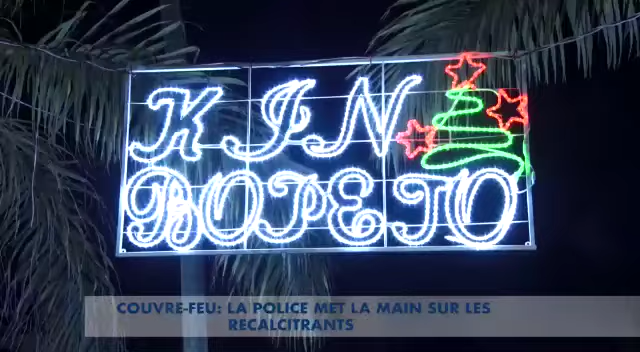 KIN
BOPETO
COUVRE-FEU: LA POLICE MET LA MAIN SUR LES
RECALCITRANTS